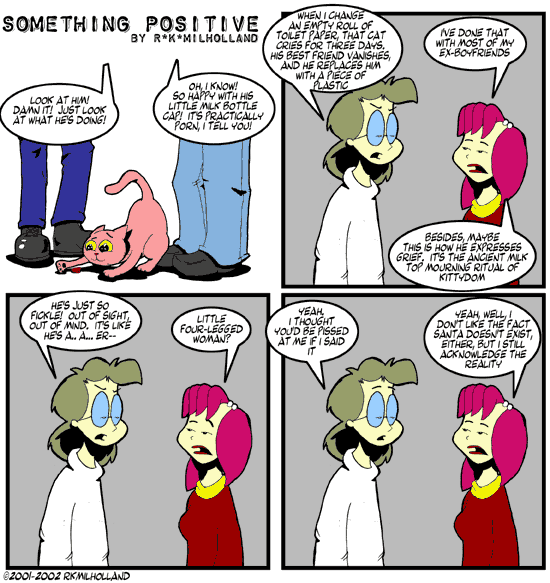 SOMETHING POSITIVE
BY R*K*MILHOLLAND
LOOK AT HIM!
DAMN IT! JUST LOOK
AT WHAT HE'S DOING!
OH, I KNOW!
SO HAPPY WITH HIS
LITTLE MILK BOTTLE
CAP! IT'S PRACTICALLY
PORN, I TELL YOU!
WHEN I CHANGE
AN EMPTY ROLL OF
TOILET PAPER, THAT CAT
CRIES FOR THREE DAYS.
HIS BEST FRIEND VANISHES,
AND HE REPLACES HIM
WITH A PIECE OF
PLASTIC
I'VE DONE THAT
WITH MOST OF MY
EX-BOYFRIENDS
BESIDES, MAYBE
THIS IS HOW HE EXPRESSES
GRIEF. IT'S THE ANCIENT MILK
TOP MOURNING RITUAL OF
KITTYDOM
HE'S JUST SO
FICKLE! OUT OF SIGHT,
OUT OF MIND. IT'S LIKE
HE'S A.. A... ER--
LITTLE
FOUR-LEGGED
WOMAN?
YEAH,
I THOUGHT
YOU'D BE PISSED
AT ME IF I SAID
IT
YEAH, WELL, I
DON'T LIKE THE FACT
SANTA DOESN'T EXIST,
EITHER, BUT I STILL
ACKNOWLEDGE THE
REALITY
©2001-2002 RKMILHOLLAND